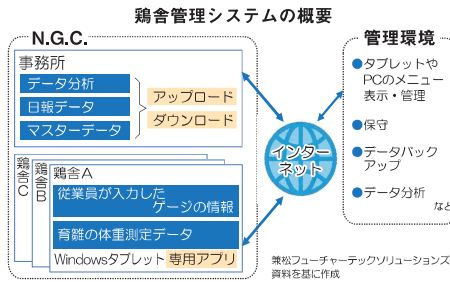 鶏舎管理システムの概要
N.G.C.
事務所
データ分析
日報データ
マスターデータ
アップロード
ダウンロード
鶏舎C
鶏舎B
鶏舎A
従業員が入力した
ゲージの情報
育雛の体重測定データ
Windowsタブレット 専用アプリ
インター
ネット
管理環境
●タブレットや
PCのメニュー
表示・管理
●保守
●データバック
アップ
●データ分析
など
兼松フューチャーテックソリューションズの
資料を基に作成